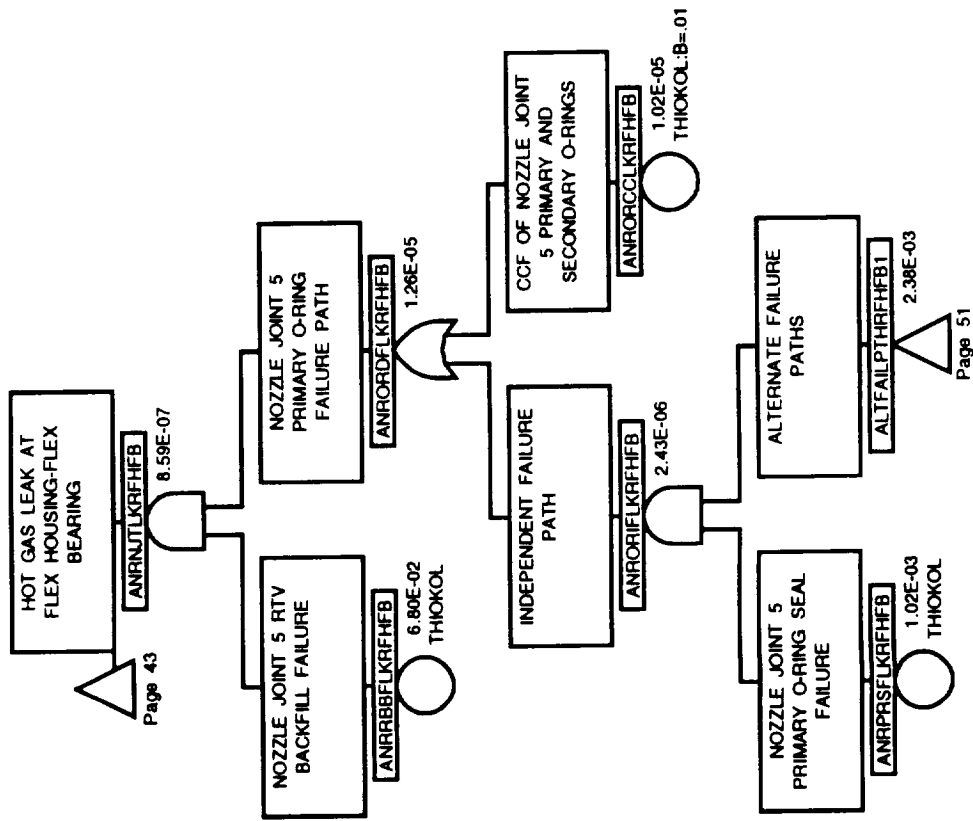 HOT GAS LEAK AT
FLEX HOUSING-FLEX
BEARING
Page 43
ANRNJTLKRFHFB
8.59E-07
NOZZLE JOINT 5 RTV
BACKFILL FAILURE
ANRRBBFLKRFHFB
6.80E-02
THIOKOL
NOZZLE JOINT 5
PRIMARY O-RING
FAILURE PATH
ANRORDFLKRFHFB
1.26E-05
INDEPENDENT FAILURE
PATH
ANRORIFLKRFHFB
2.43E-06
CCF OF NOZZLE JOINT
5 PRIMARY AND
SECONDARY O-RINGS
ANRORCCLKRFHFB
1.02E-05
THIOKOL:B=.01
NOZZLE JOINT 5
PRIMARY O-RING SEAL
FAILURE
ANRPRSFLKRFHFB
1.02E-03
THIOKOL
ALTERNATE FAILURE
PATHS
ALTFAILPTHRFHFB1
2.38E-03
Page 51